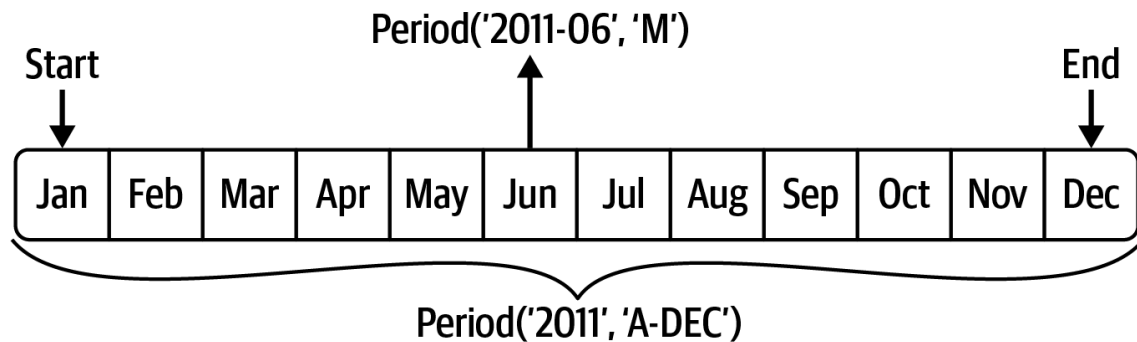 Period('2011-06', 'M')
Start
End
Jan Feb Mar Apr May Jun Jul Aug Sep Oct Nov Dec
Period('2011', 'A-DEC')